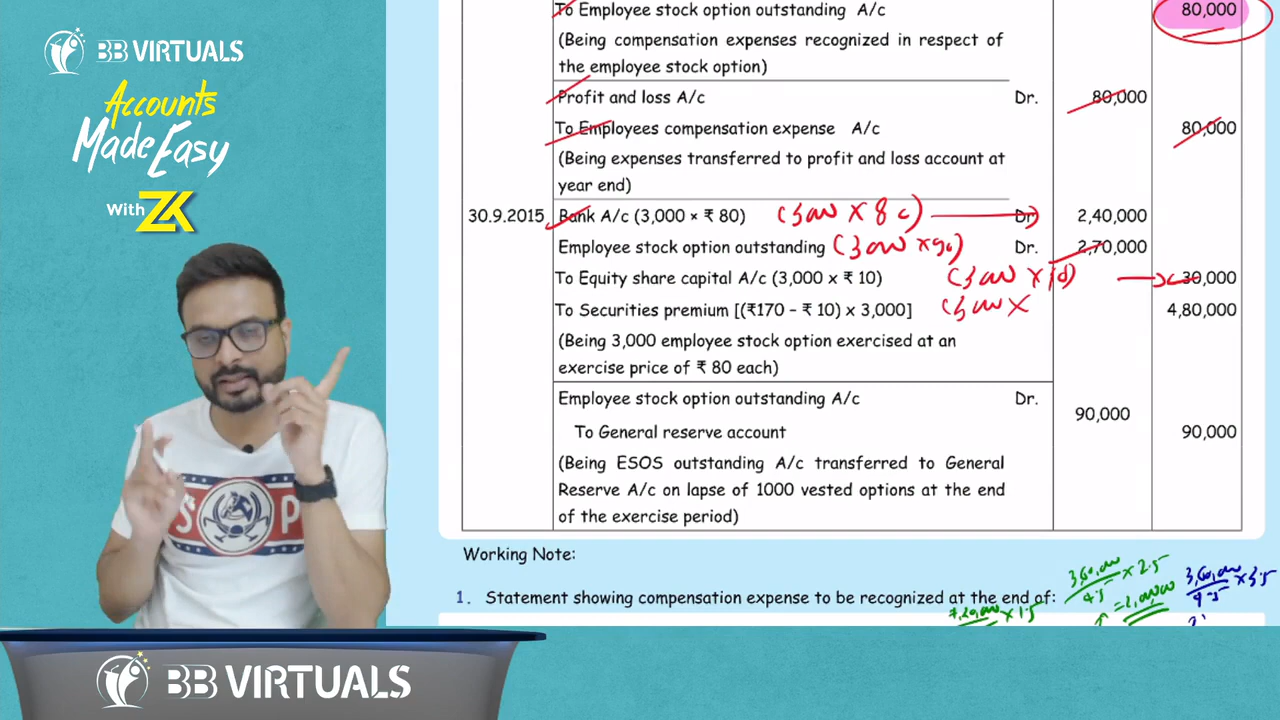 BB VIRTUALS
Accounts
Made Easy
With ZK
To Employee stock option outstanding A/c 80,000
(Being compensation expenses recognized in respect of
the employee stock option)
Profit and loss A/c Dr. 80,000
To Employees compensation expense A/c 80,000
(Being expenses transferred to profit and loss account at
year end)
30.9.2015 Bank A/c (3,000 × ₹ 80) Dr 2,40,000
Employee stock option outstanding Dr. 2,70,000
To Equity share capital A/c (3,000 x ₹ 10) 30,000
To Securities premium [(₹170 – ₹ 10) x 3,000] 4,80,000
(Being 3,000 employee stock option exercised at an
exercise price of ₹ 80 each)
Employee stock option outstanding A/c Dr. 90,000
To General reserve account 90,000
(Being ESOS outstanding A/c transferred to General
Reserve A/c on lapse of 1000 vested options at the end
of the exercise period)
Working Note:
1. Statement showing compensation expense to be recognized at the end of:
S P
BB VIRTUALS